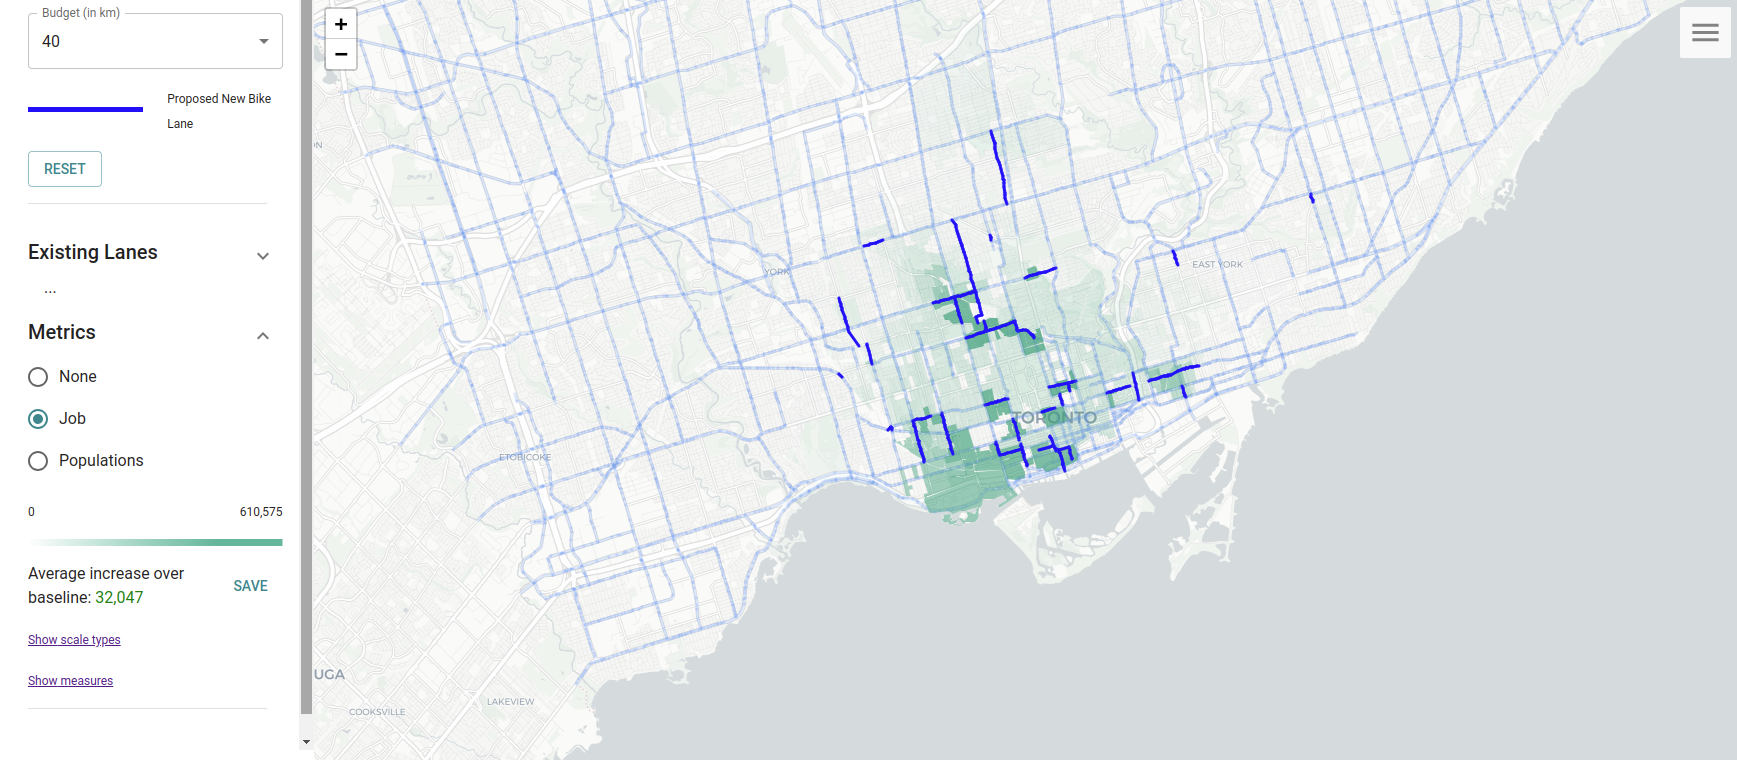 Budget (in km)
40
Proposed New Bike
Lane
RESET
Existing Lanes
...
Metrics
None
Job
Populations
0
610,575
Average increase over
baseline: 32,047
SAVE
Show scale types
Show measures
+
−
ON
YORK
EAST YORK
TORONTO
ETOBICOKE
UGA
LAKEVIEW
COOKSVILLE